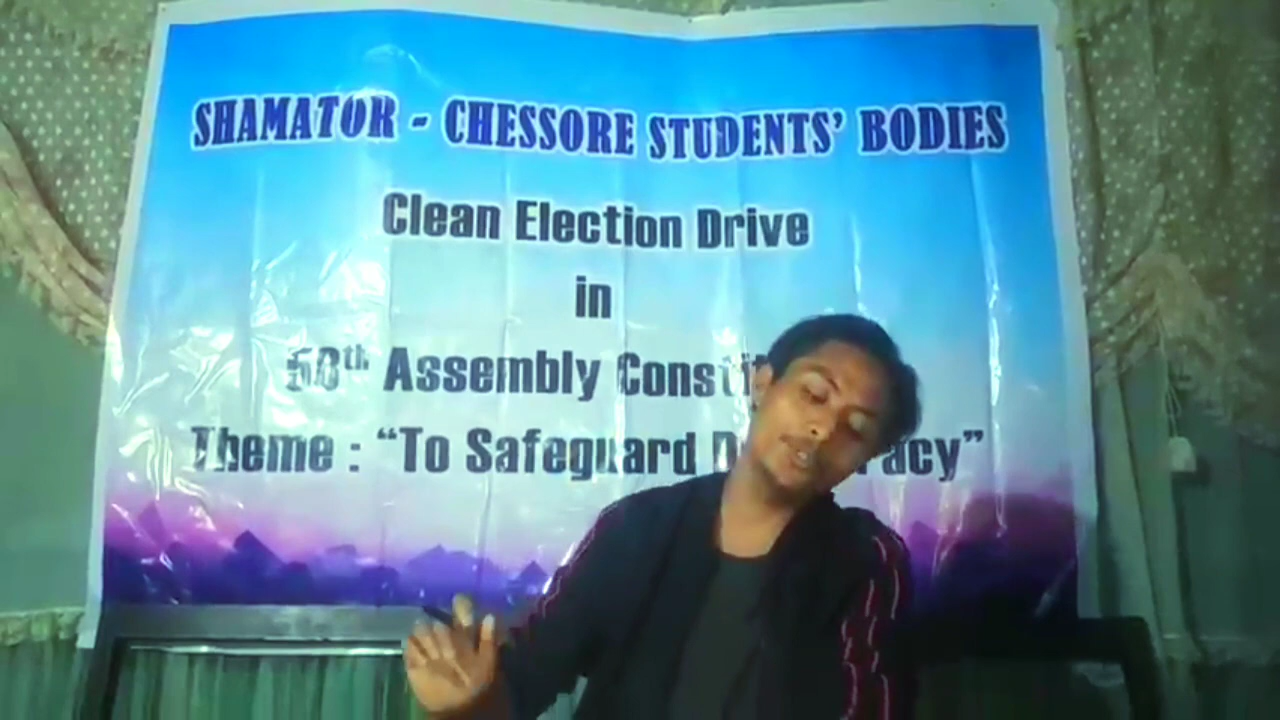 SHAMATOR - CHESSORE STUDENTS' BODIES
Clean Election Drive
in
Assembly
Theme : “To Safeguard